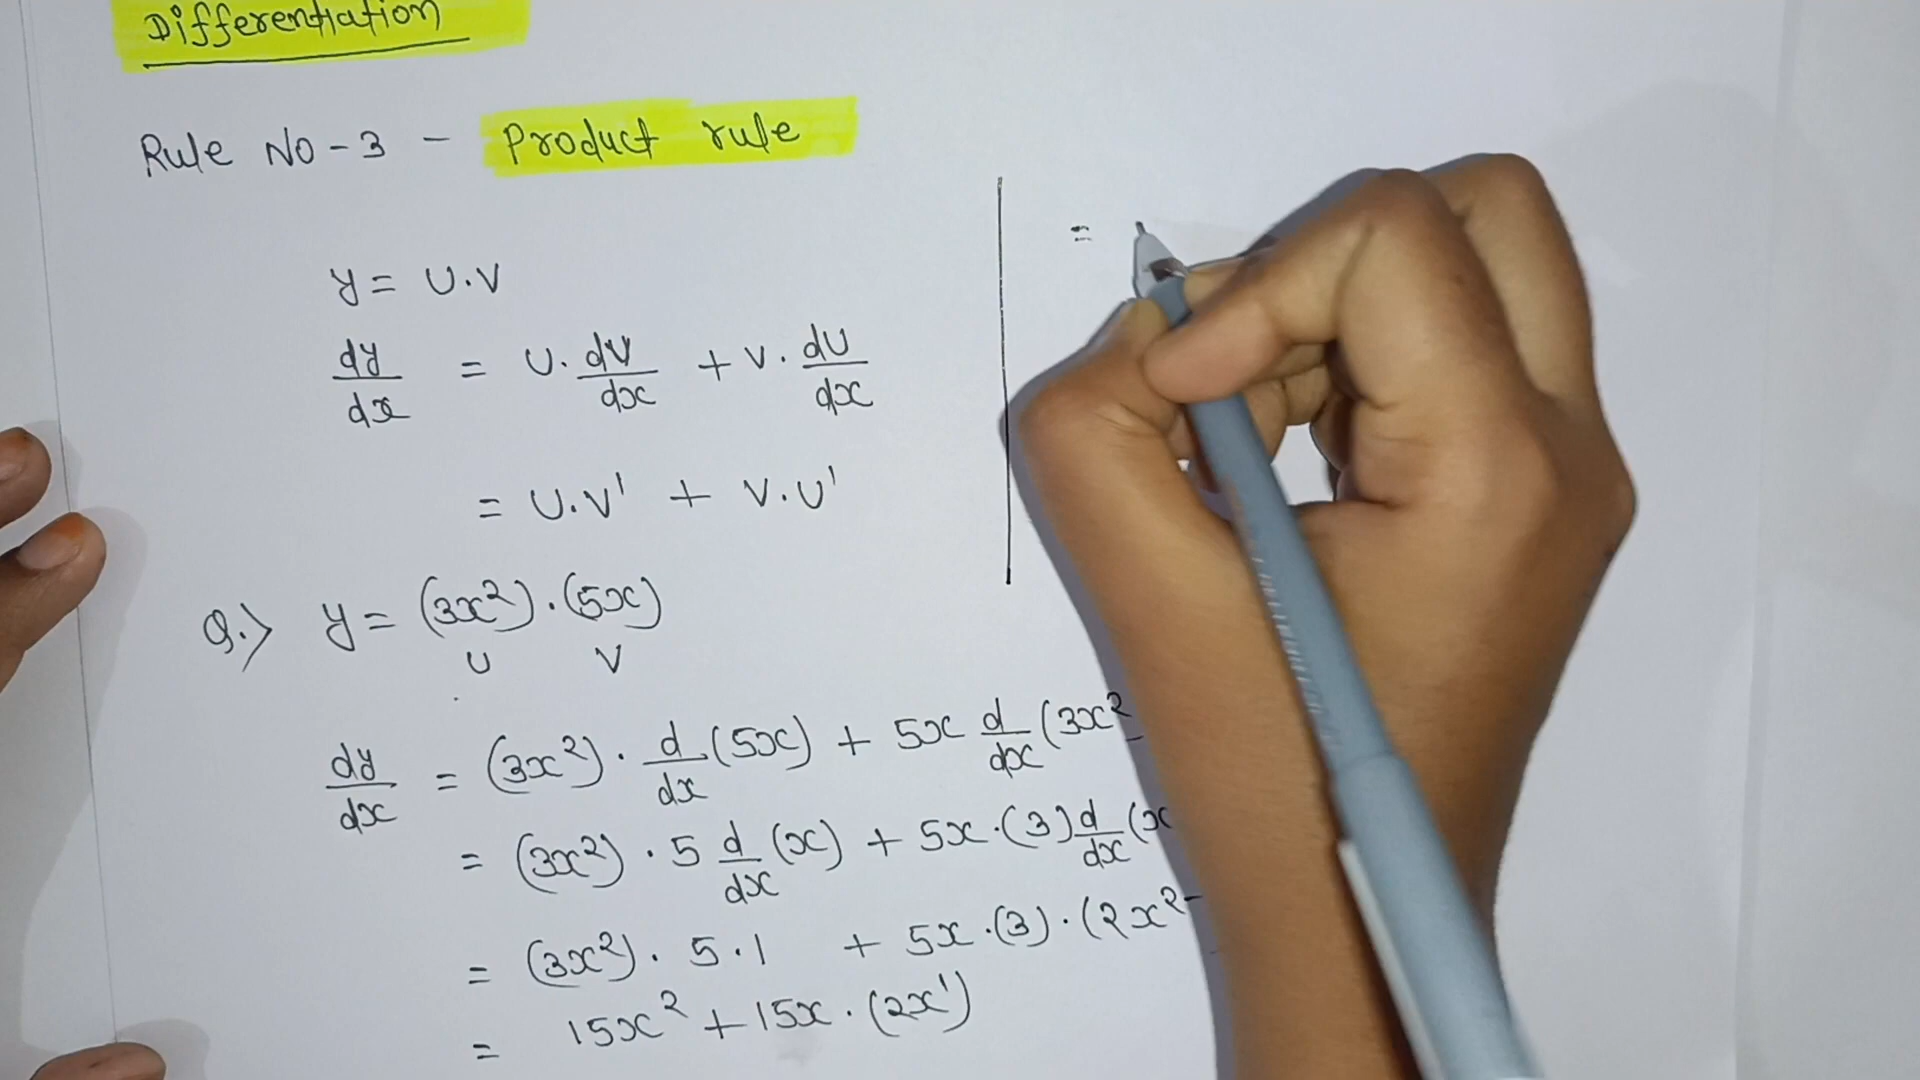 Differentiation
Rule No - 3 - Product rule
y = U.V
dy/dx = U. dV/dx + V. dU/dx
= U.V' + V.U'
Q.> y = (3x²).(5x)
U V
dy/dx = (3x²). d/dx (5x) + 5x d/dx (3x²
= (3x²) . 5 d/dx (x) + 5x.(3) d/dx (x
= (3x²). 5.1 + 5x.(3).(2x²⁻
= 15x² + 15x.(2x¹)
=